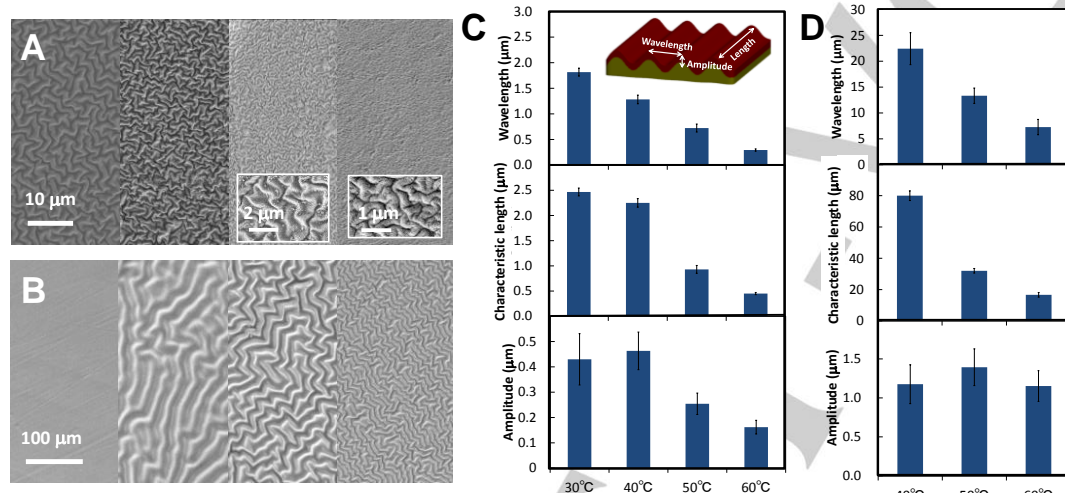 A
10 μm
2 μm
1 μm
B
100 μm
C
Wavelength (μm)
3.0
2.5
2.0
1.5
1.0
0.5
0.0
Wavelength
Length
Amplitude
Characteristic length (μm)
2.5
2.0
1.5
1.0
0.5
0.0
Amplitude (μm)
0.5
0.4
0.3
0.2
0.1
0
30°C 40°C 50°C 60°C
D
Wavelength (μm)
30
25
20
15
10
5
0
Characteristic length (μm)
80
60
40
20
0
Amplitude (μm)
1.5
1.0
0.5
0.0
40°C 50°C 60°C